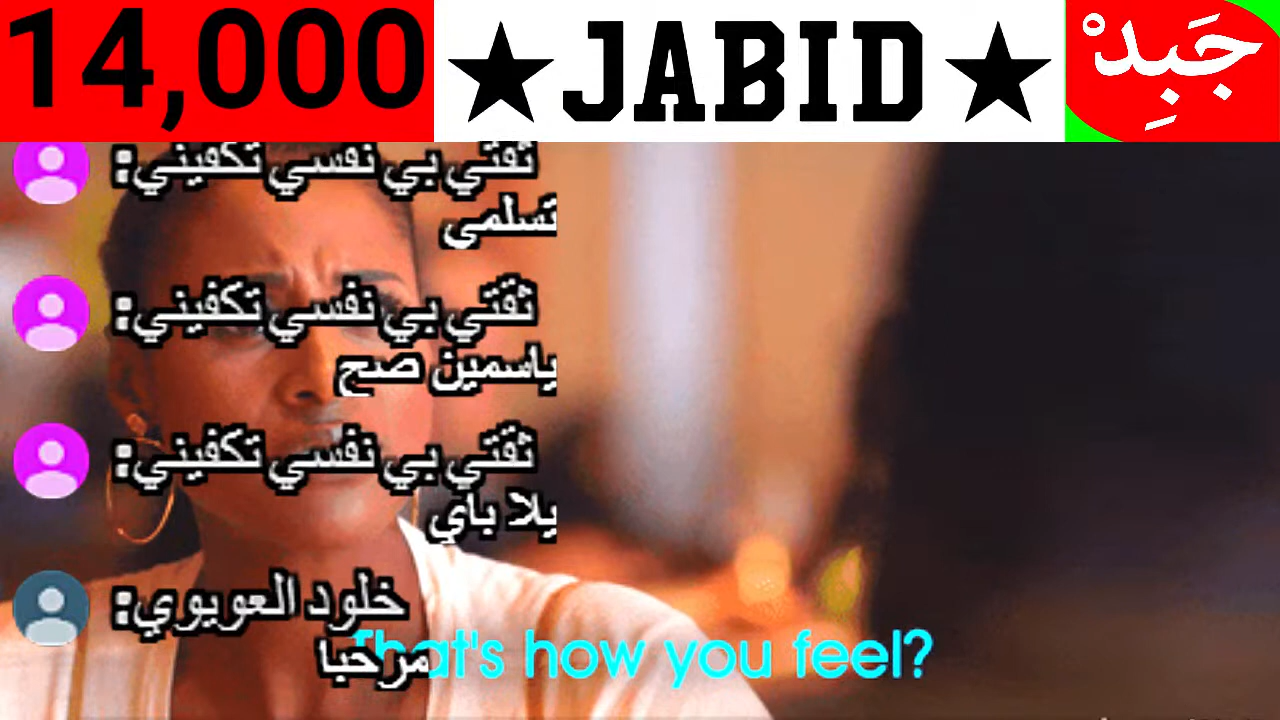 14,000
★JABID★
جَبِدْ
ثقتي بي نفسي تكفيني:
تسلمي
ثقتي بي نفسي تكفيني:
ياسمين صح
ثقتي بي نفسي تكفيني:
يلا باي
خلود العويوي:
مرحبا
That's how you feel?